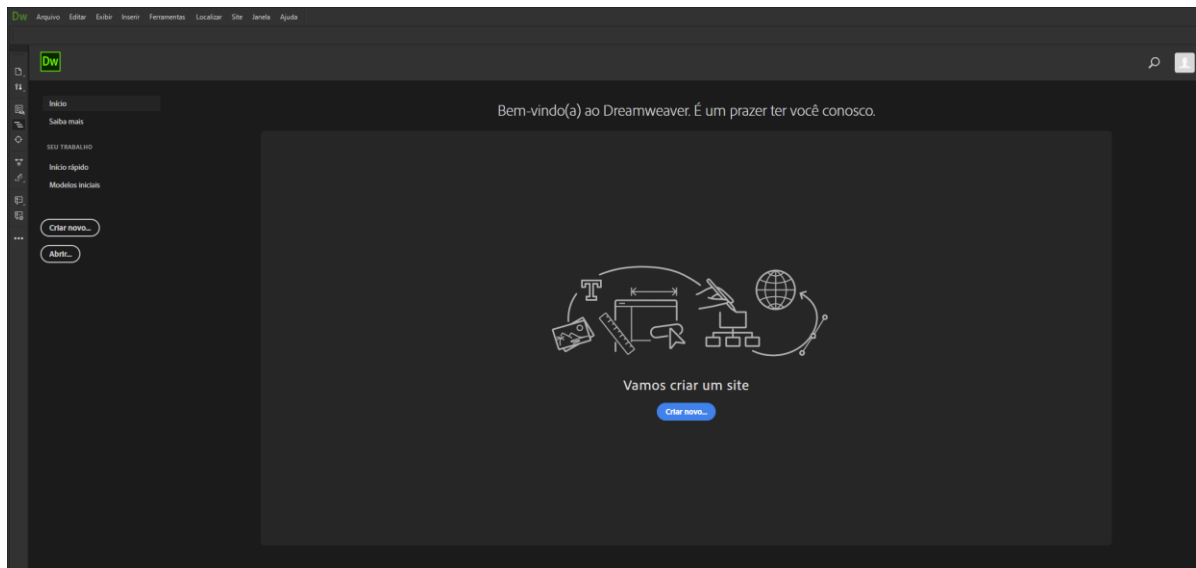 Dw Arquivo Editar Exibir Inserir Ferramentas Localizar Site Janela Ajuda
Dw
Início
Saiba mais
SEU TRABALHO
Início rápido
Modelos iniciais
Criar novo...
Abrir...
Bem-vindo(a) ao Dreamweaver. É um prazer ter você conosco.
T
Vamos criar um site
Criar novo...